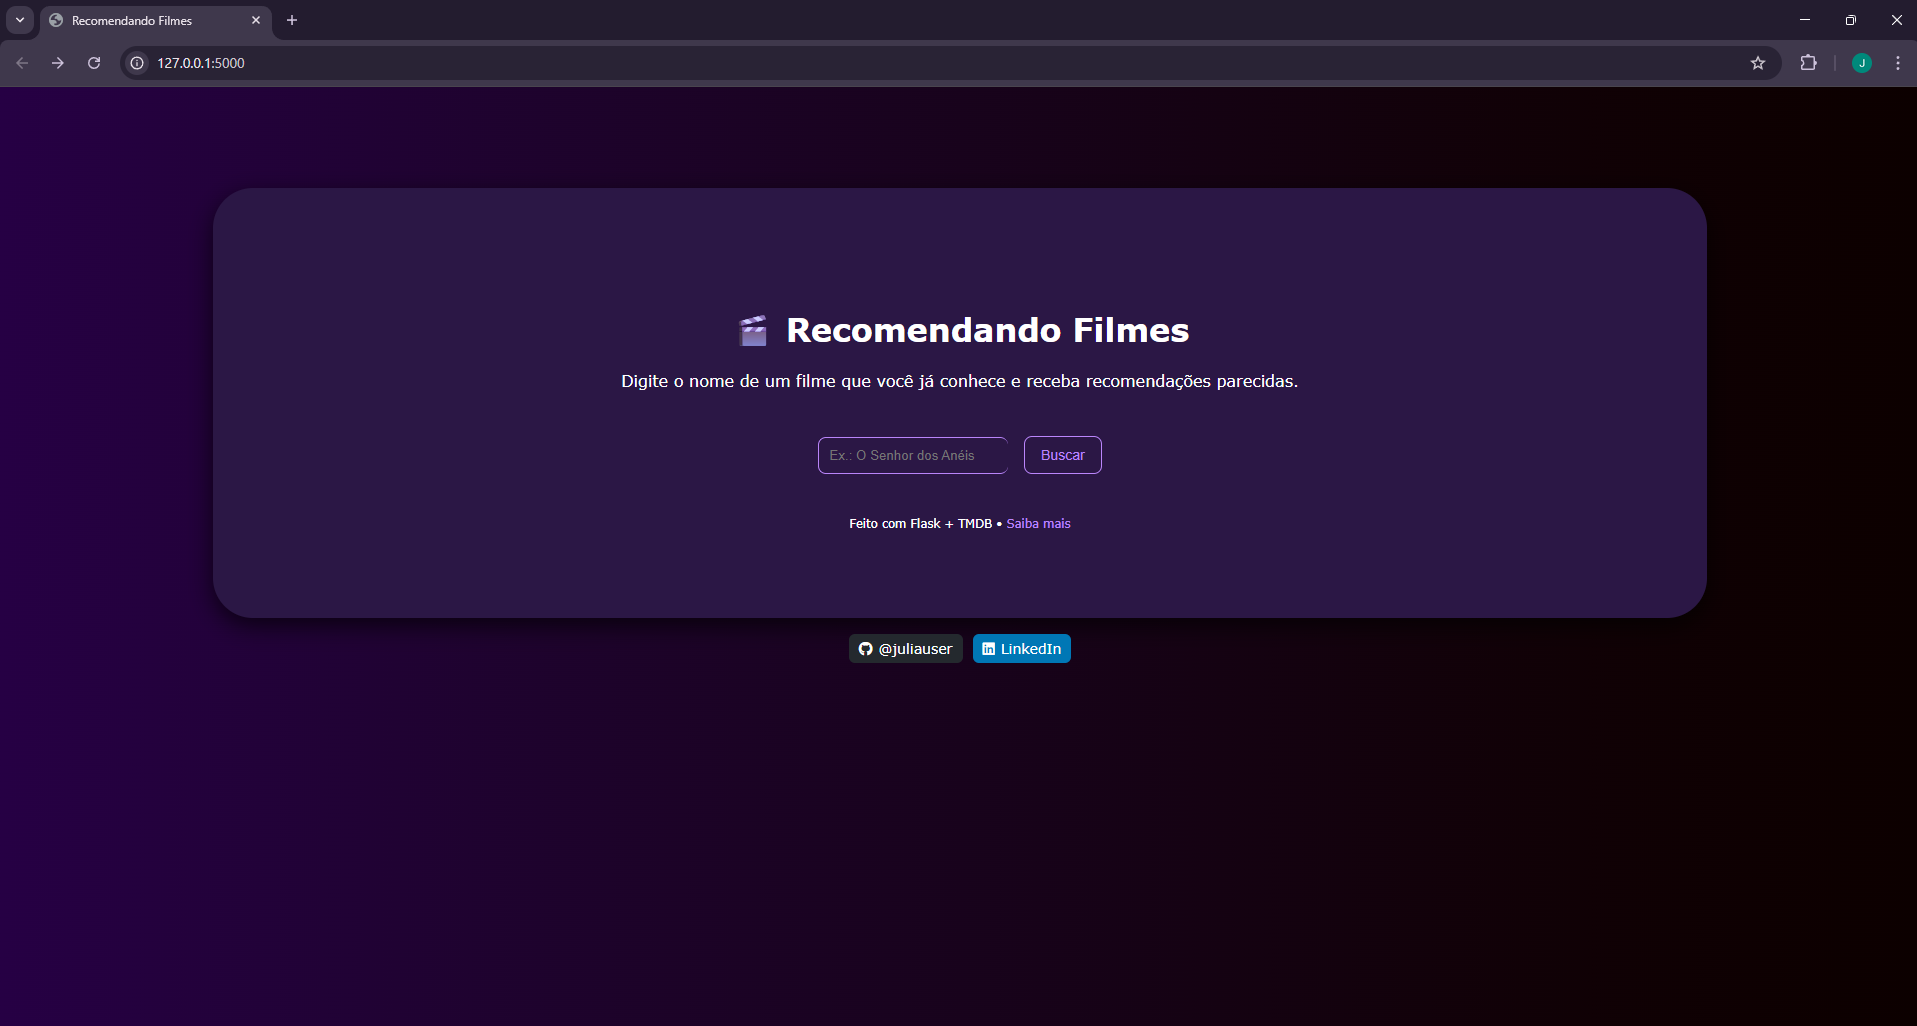 Recomendando Filmes
127.0.0.1:5000
J
Recomendando Filmes
Digite o nome de um filme que você já conhece e receba recomendações parecidas.
Ex.: O Senhor dos Anéis
Buscar
Feito com Flask + TMDB • Saiba mais
@juliauser
in LinkedIn